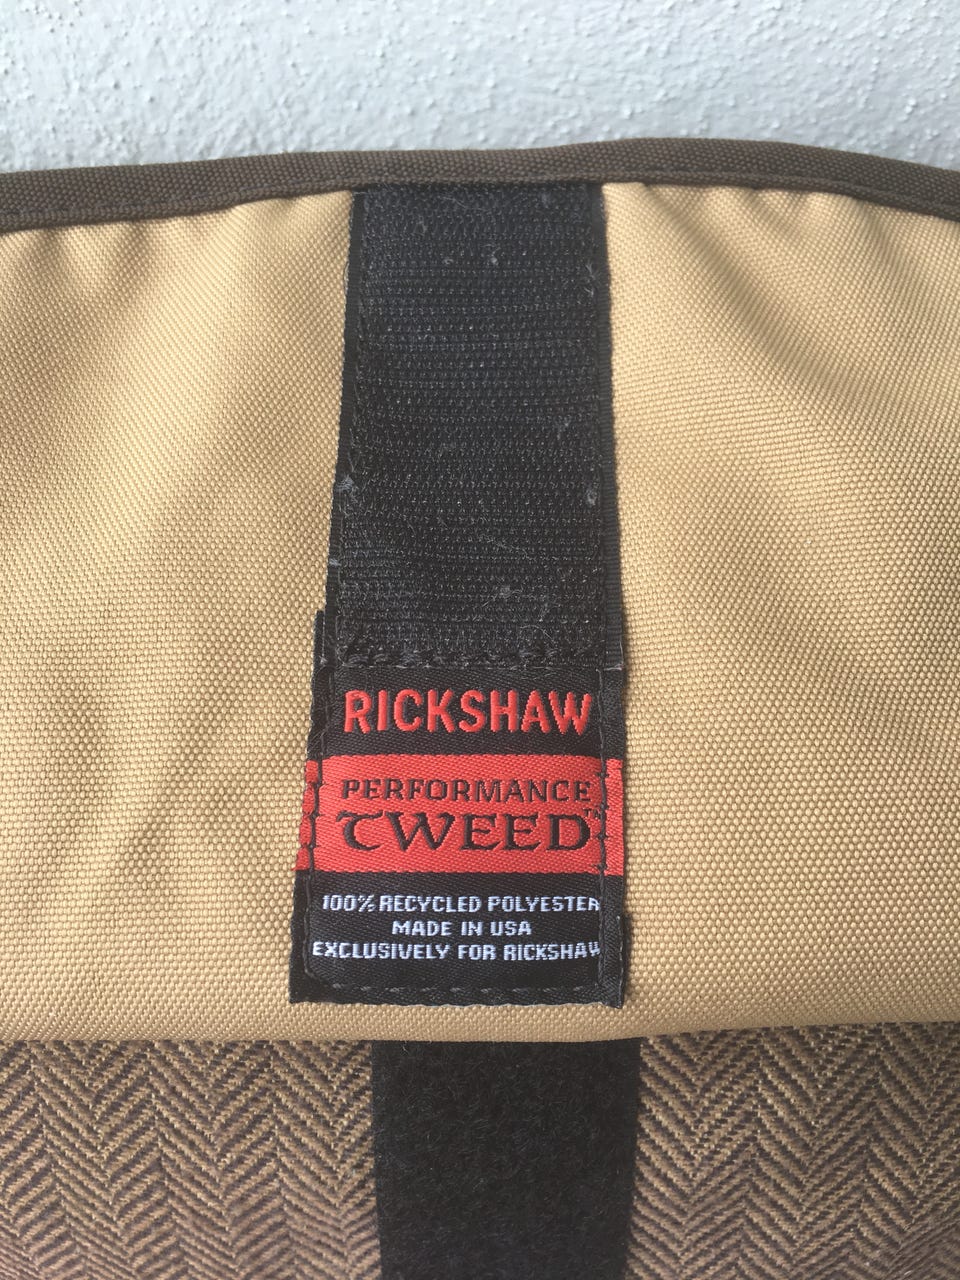 RICKSHAW
PERFORMANCE
TWEED
100% RECYCLED POLYESTER
MADE IN USA
EXCLUSIVELY FOR RICKSHAW